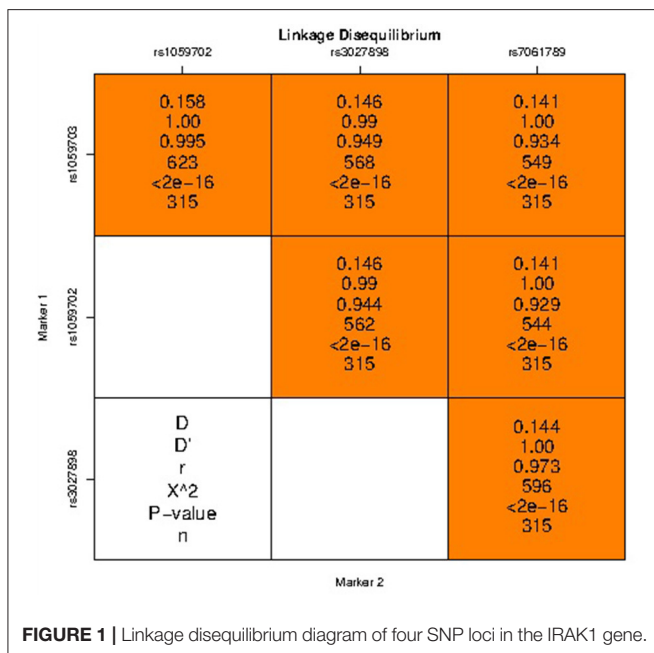 Linkage Disequilibrium
rs1059702 rs3027898 rs7061789
rs1059703
0.158 0.146 0.141
1.00 0.99 1.00
0.995 0.949 0.934
623 568 549
<2e-16 <2e-16 <2e-16
315 315 315
Marker 1
rs1059702
0.146 0.141
0.99 1.00
0.944 0.929
562 544
<2e-16 <2e-16
315 315
rs3027898
D 0.144
D' 1.00
r 0.973
X^2 596
P-value <2e-16
n 315
Marker 2
FIGURE 1 | Linkage disequilibrium diagram of four SNP loci in the IRAK1 gene.